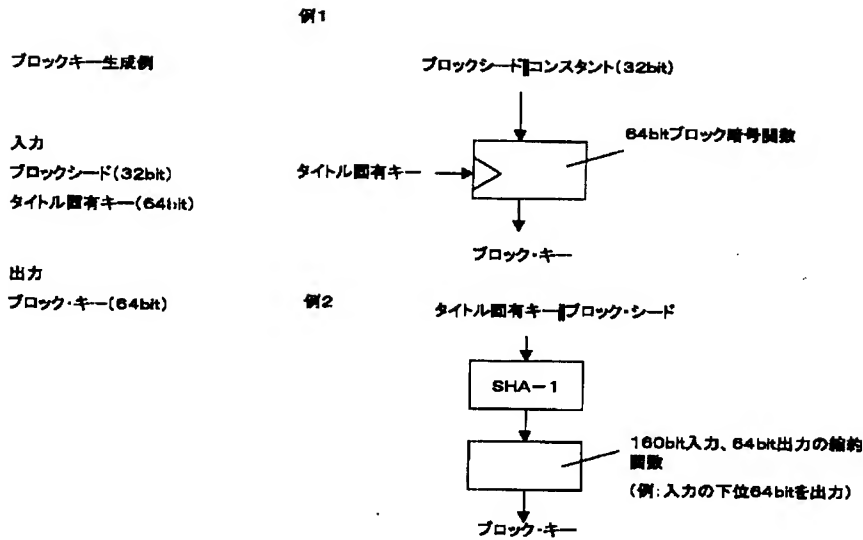 例1
ブロックキー生成例
ブロックシード||コンスタント(32bit)
64bitブロック暗号関数
入力
ブロックシード(32bit)
タイトル固有キー
タイトル固有キー(64bit)
ブロック・キー
出力
ブロック・キー(64bit)
例2
タイトル固有キー||ブロック・シード
SHA-1
160bit入力、64bit出力の縮約
関数
(例:入力の下位64bitを出力)
ブロック・キー